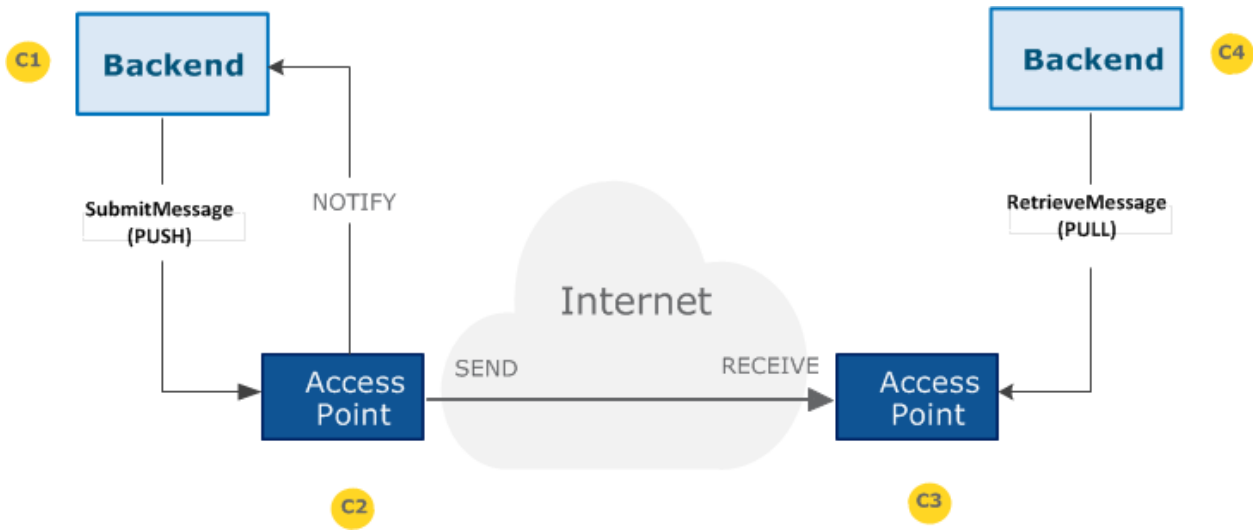 C1
Backend
Backend
C4
SubmitMessage
(PUSH)
NOTIFY
RetrieveMessage
(PULL)
Internet
SEND
RECEIVE
Access
Point
Access
Point
C2
C3